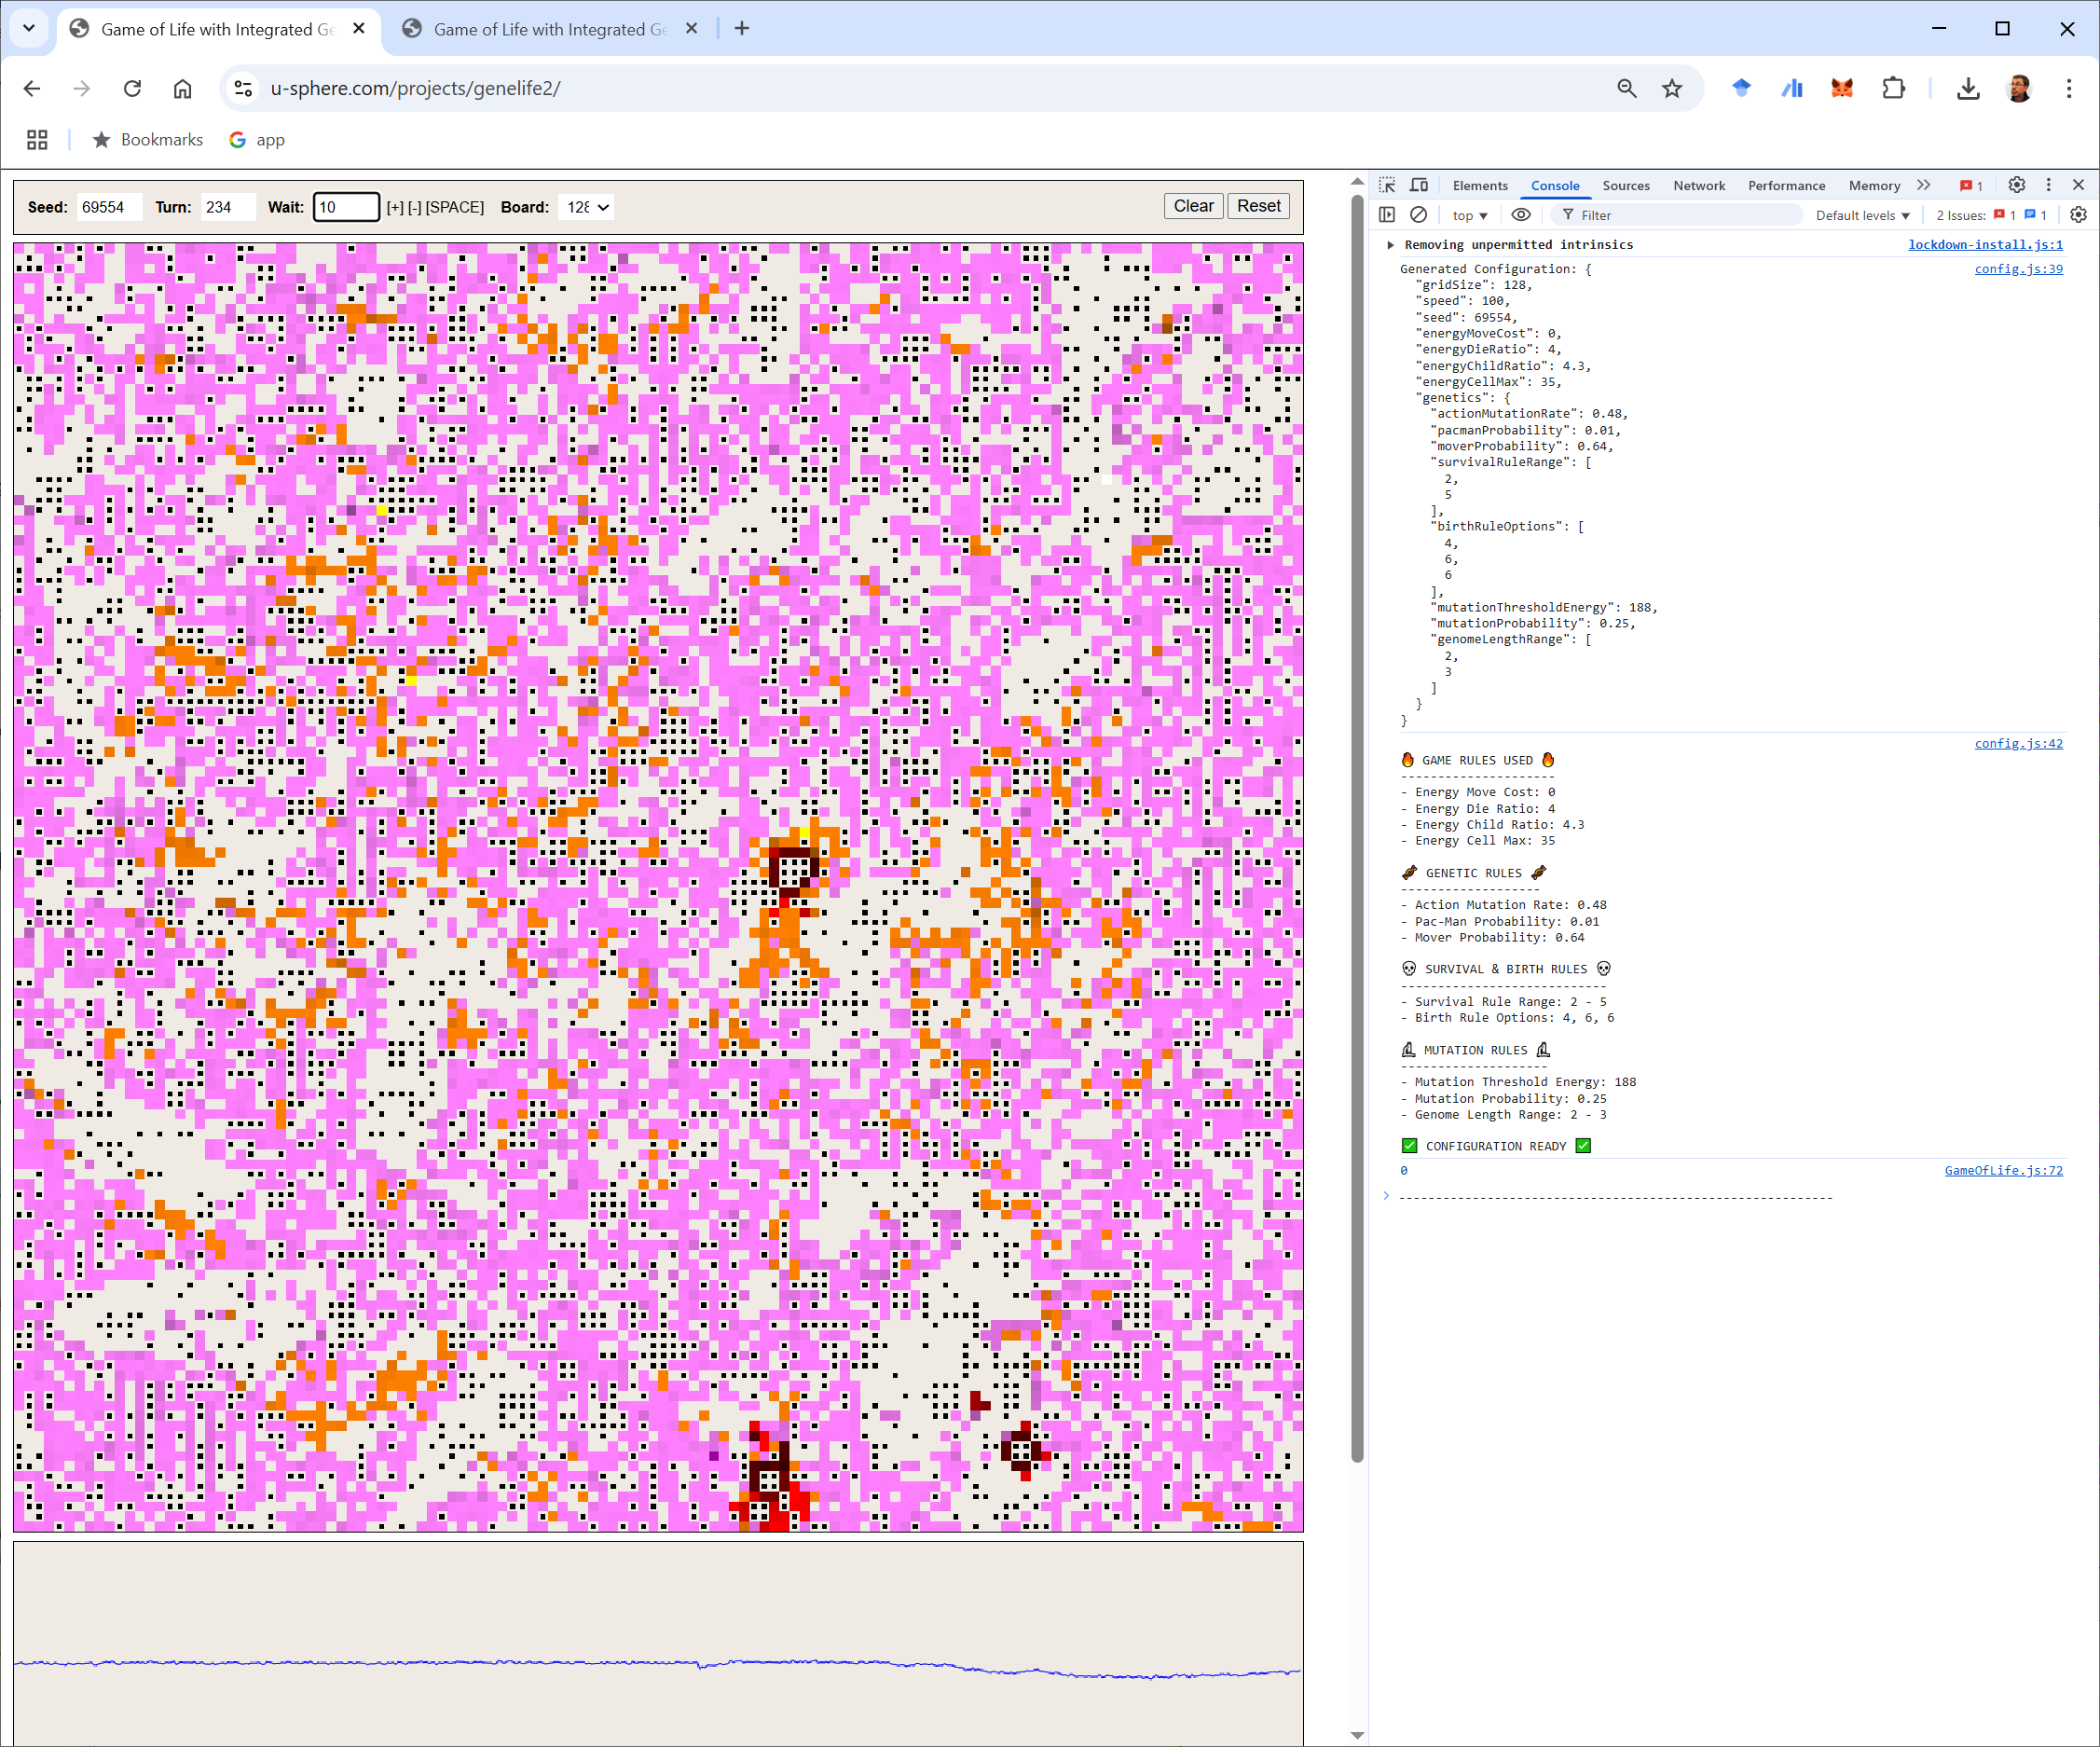 Game of Life with Integrated Ge
Game of Life with Integrated Ge
u-sphere.com/projects/genelife2/
Bookmarks
app
Seed: 69554 Turn: 234 Wait: 10 [+] [-] [SPACE] Board: 128 Clear Reset
Elements Console Sources Network Performance Memory 1
top Filter Default levels 2 Issues: 1 1
Removing unpermitted intrinsics lockdown-install.js:1
Generated Configuration: { config.js:39
"gridSize": 128,
"speed": 100,
"seed": 69554,
"energyMoveCost": 0,
"energyDieRatio": 4,
"energyChildRatio": 4.3,
"energyCellMax": 35,
"genetics": {
"actionMutationRate": 0.48,
"pacmanProbability": 0.01,
"moverProbability": 0.64,
"survivalRuleRange": [
2,
5
],
"birthRuleOptions": [
4,
6,
6
],
"mutationThresholdEnergy": 188,
"mutationProbability": 0.25,
"genomeLengthRange": [
2,
3
]
}
}
config.js:42
🔥 GAME RULES USED 🔥
---------------------
- Energy Move Cost: 0
- Energy Die Ratio: 4
- Energy Child Ratio: 4.3
- Energy Cell Max: 35
GENETIC RULES
-------------------
- Action Mutation Rate: 0.48
- Pac-Man Probability: 0.01
- Mover Probability: 0.64
💀 SURVIVAL & BIRTH RULES 💀
----------------------------
- Survival Rule Range: 2 - 5
- Birth Rule Options: 4, 6, 6
MUTATION RULES
--------------------
- Mutation Threshold Energy: 188
- Mutation Probability: 0.25
- Genome Length Range: 2 - 3
✅ CONFIGURATION READY ✅
0 GameOfLife.js:72
> -----------------------------------------------------------